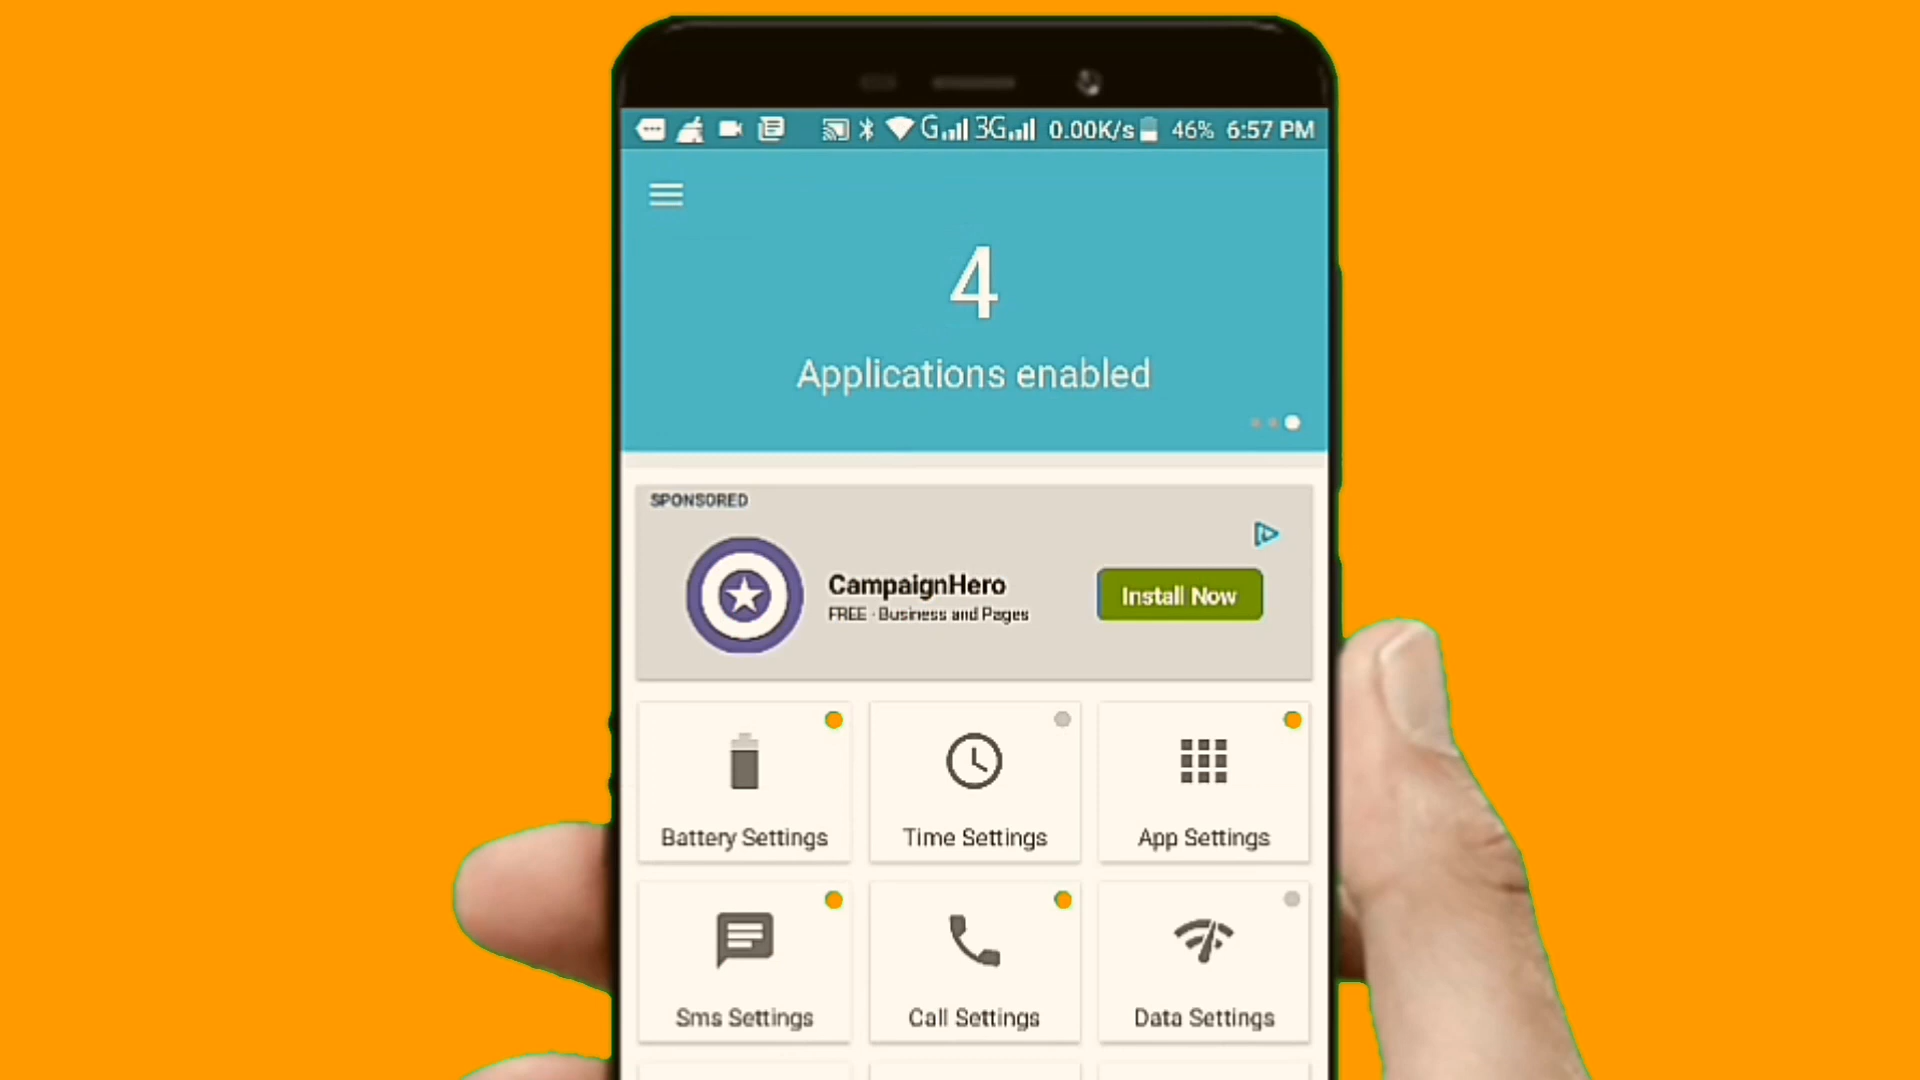 G 3G 0.00K/s 46% 6:57 PM
4
Applications enabled
SPONSORED
CampaignHero
FREE · Business and Pages
Install Now
Battery Settings
Time Settings
App Settings
Sms Settings
Call Settings
Data Settings